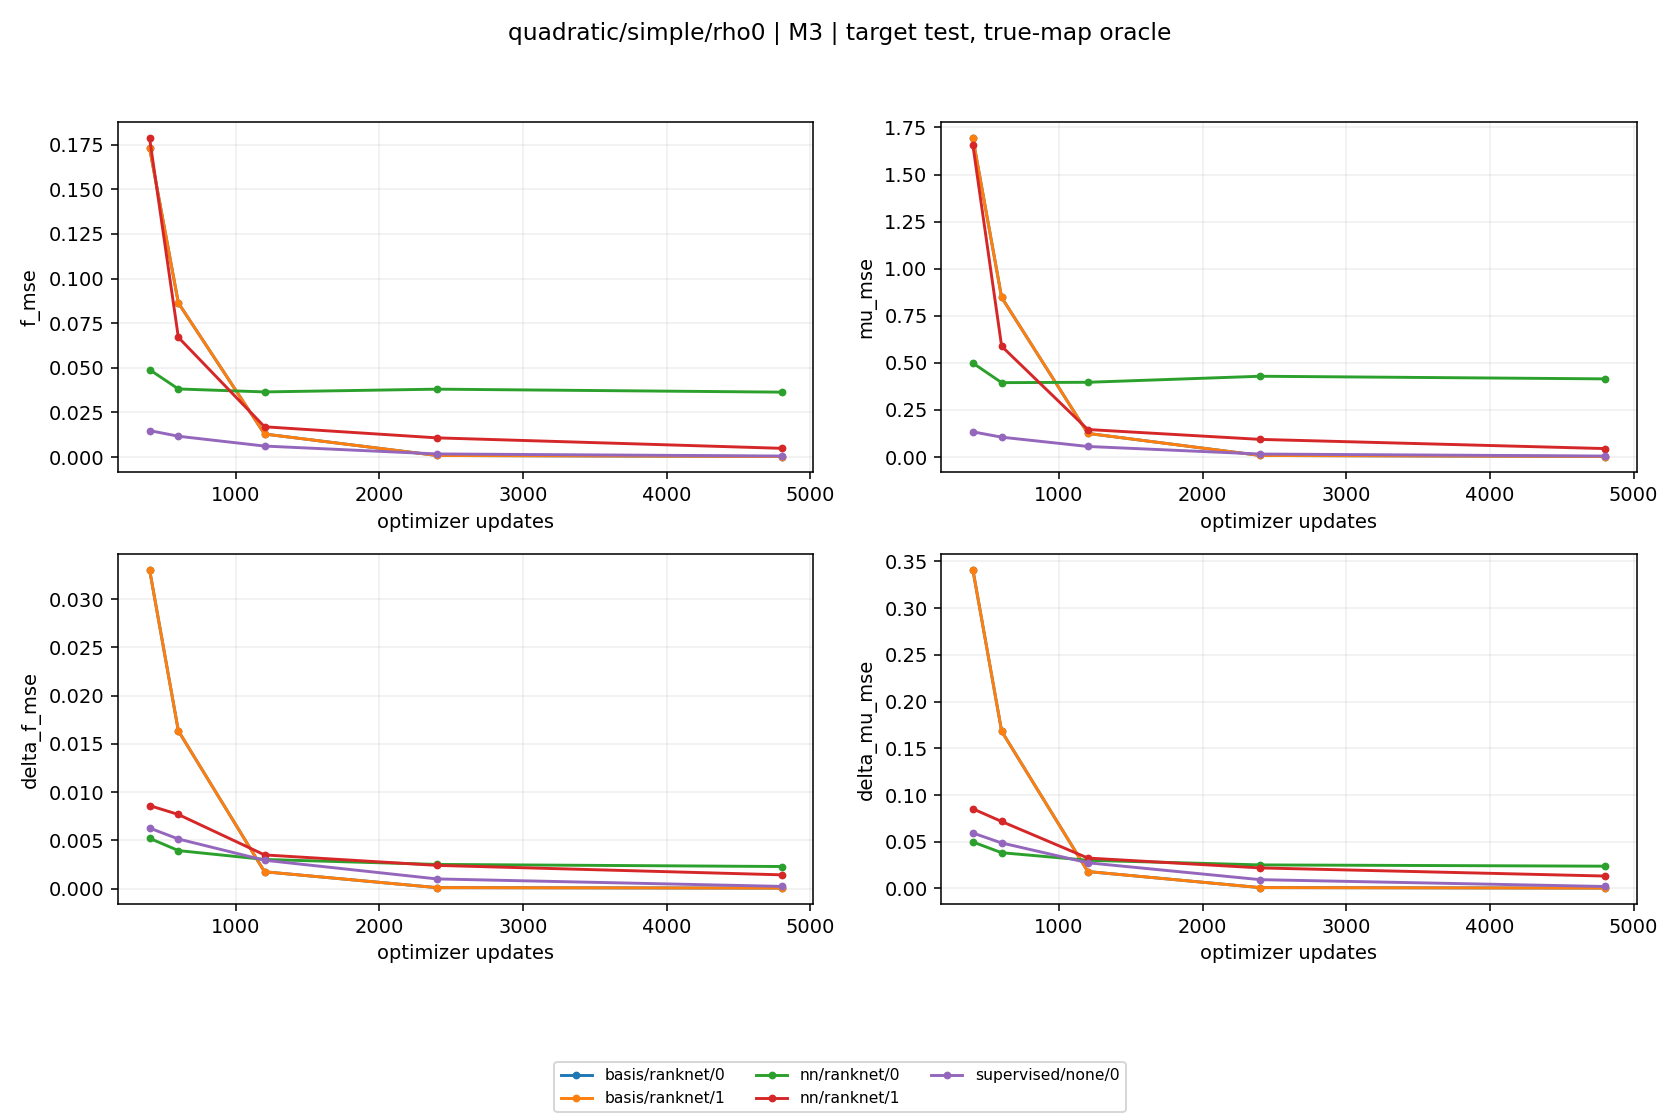 quadratic/simple/rho0 | M3 | target test, true-map oracle
f_mse
0.175
0.150
0.125
0.100
0.075
0.050
0.025
0.000
1000 2000 3000 4000 5000
optimizer updates
mu_mse
1.75
1.50
1.25
1.00
0.75
0.50
0.25
0.00
1000 2000 3000 4000 5000
optimizer updates
delta_f_mse
0.030
0.025
0.020
0.015
0.010
0.005
0.000
1000 2000 3000 4000 5000
optimizer updates
delta_mu_mse
0.35
0.30
0.25
0.20
0.15
0.10
0.05
0.00
1000 2000 3000 4000 5000
optimizer updates
basis/ranknet/0 nn/ranknet/0 supervised/none/0
basis/ranknet/1 nn/ranknet/1